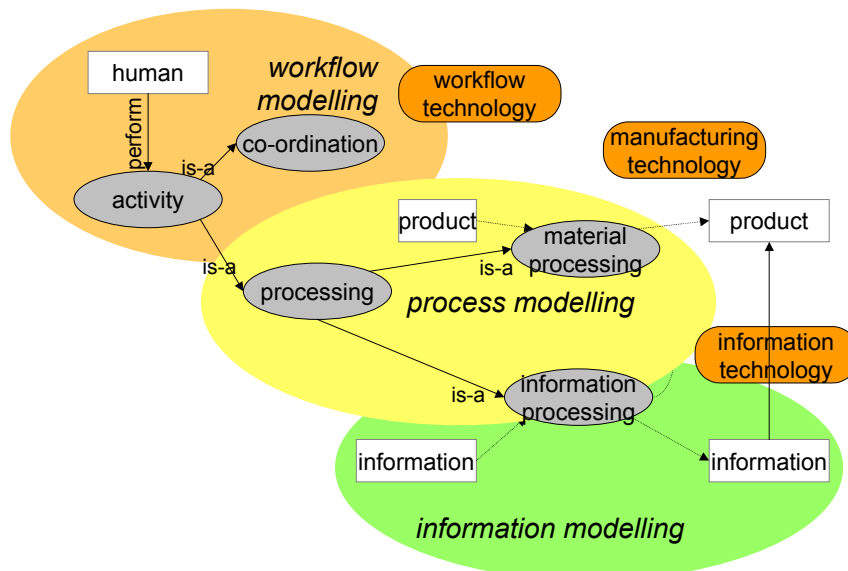 human
workflow
modelling
workflow
technology
perform
co-ordination
is-a
manufacturing
technology
activity
product
material
processing
product
is-a
is-a
processing
process modelling
information
technology
is-a
information
processing
information
information
information modelling